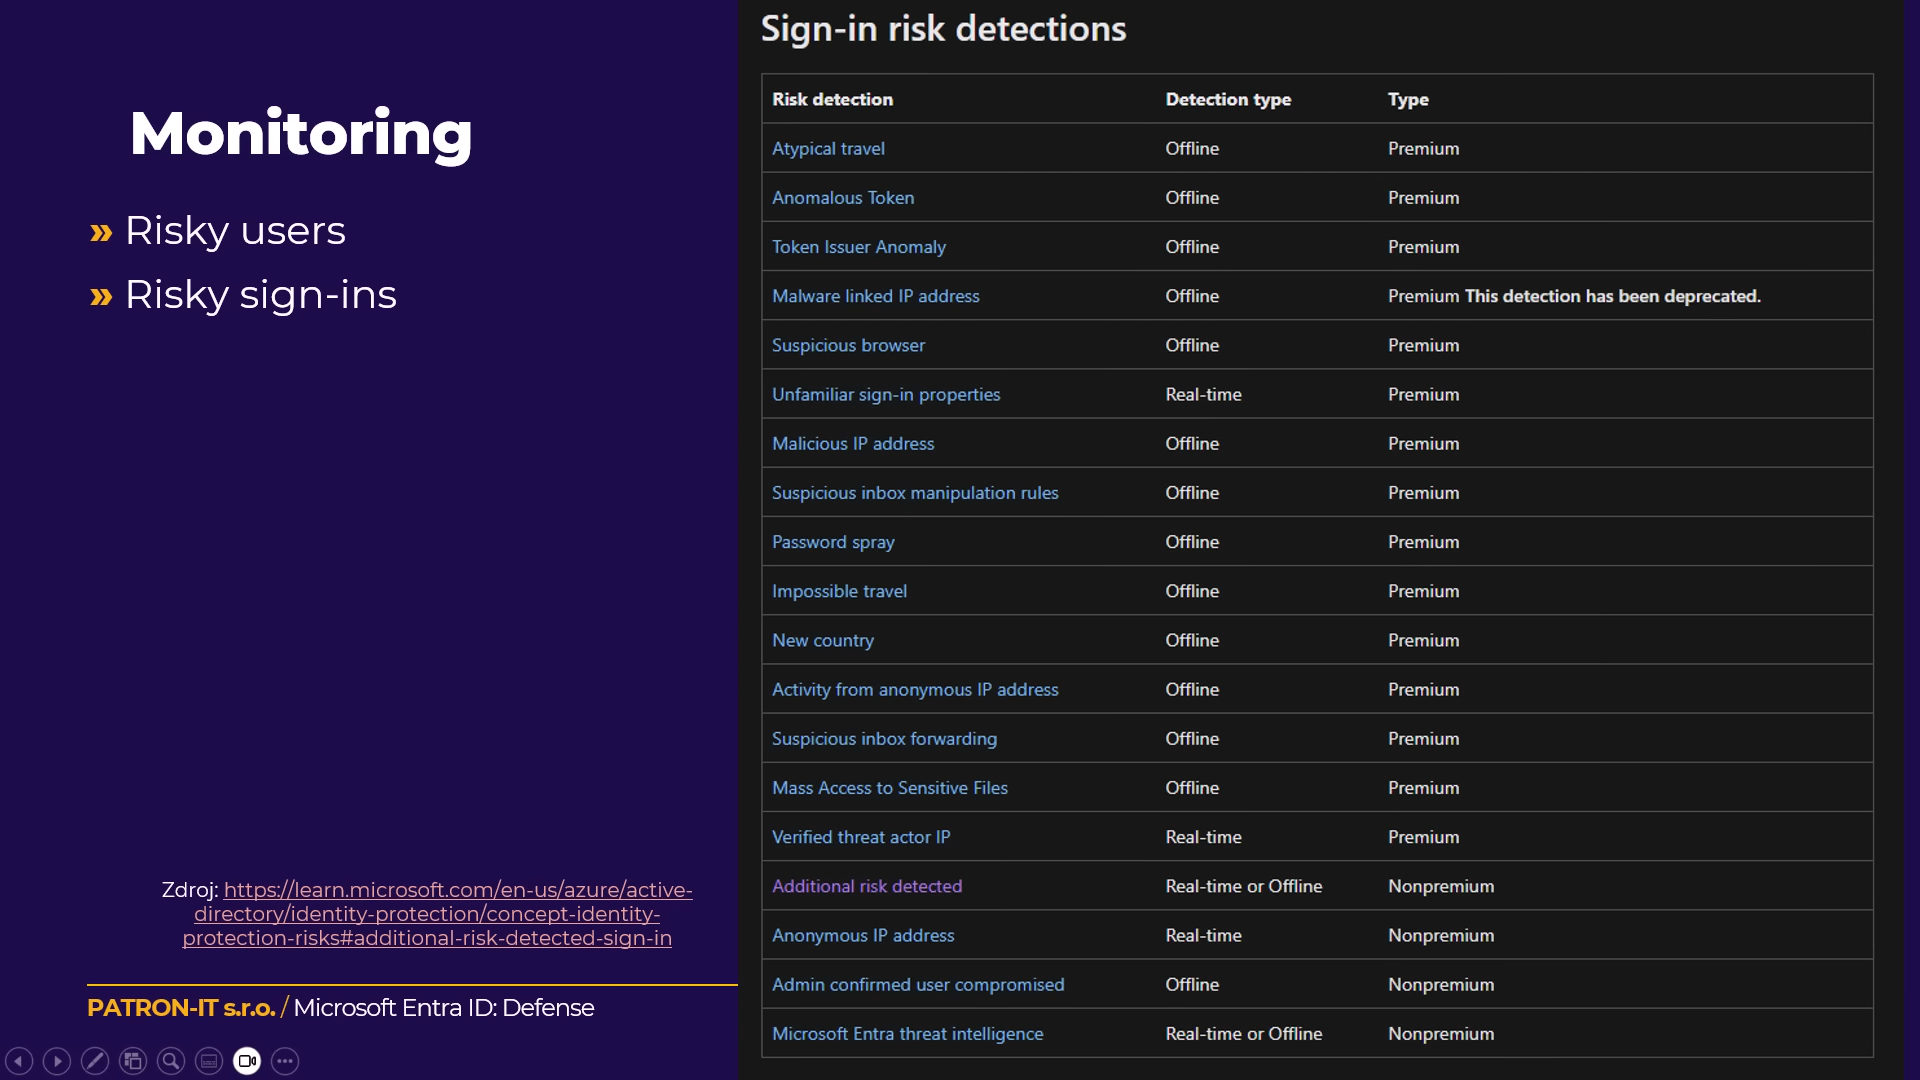 Monitoring
» Risky users
» Risky sign-ins
Zdroj: https://learn.microsoft.com/en-us/azure/active-
directory/identity-protection/concept-identity-
protection-risks#additional-risk-detected-sign-in
PATRON-IT s.r.o. / Microsoft Entra ID: Defense
Sign-in risk detections
Risk detection Detection type Type
Atypical travel Offline Premium
Anomalous Token Offline Premium
Token Issuer Anomaly Offline Premium
Malware linked IP address Offline Premium This detection has been deprecated.
Suspicious browser Offline Premium
Unfamiliar sign-in properties Real-time Premium
Malicious IP address Offline Premium
Suspicious inbox manipulation rules Offline Premium
Password spray Offline Premium
Impossible travel Offline Premium
New country Offline Premium
Activity from anonymous IP address Offline Premium
Suspicious inbox forwarding Offline Premium
Mass Access to Sensitive Files Offline Premium
Verified threat actor IP Real-time Premium
Additional risk detected Real-time or Offline Nonpremium
Anonymous IP address Real-time Nonpremium
Admin confirmed user compromised Offline Nonpremium
Microsoft Entra threat intelligence Real-time or Offline Nonpremium